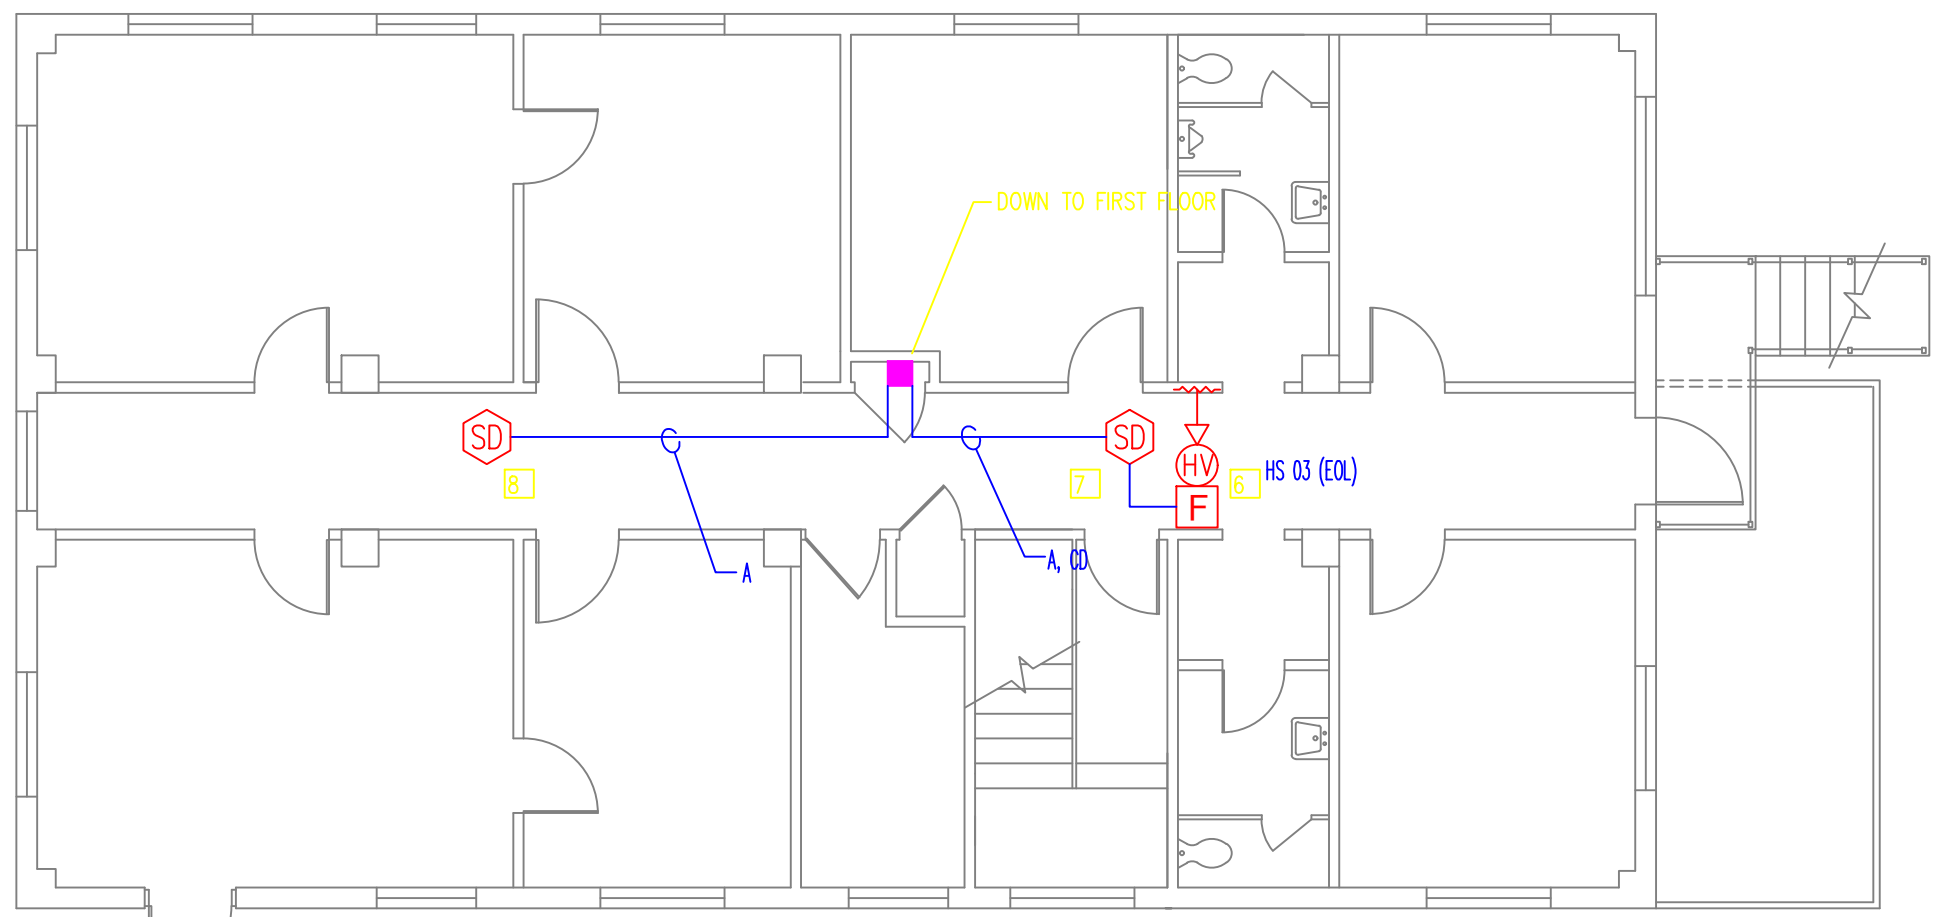 DOWN TO FIRST FLOOR
SD
SD
HV
8
7
6
HS 03 (EOL)
F
A
A, CD